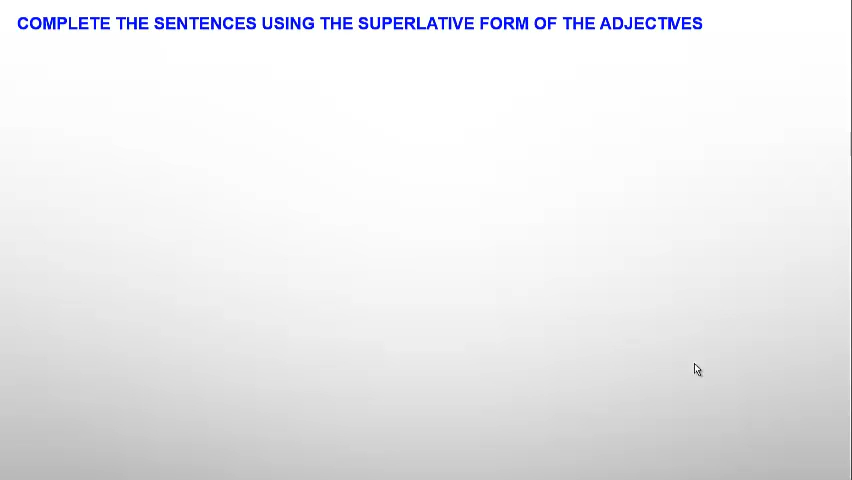 COMPLETE THE SENTENCES USING THE SUPERLATIVE FORM OF THE ADJECTIVES